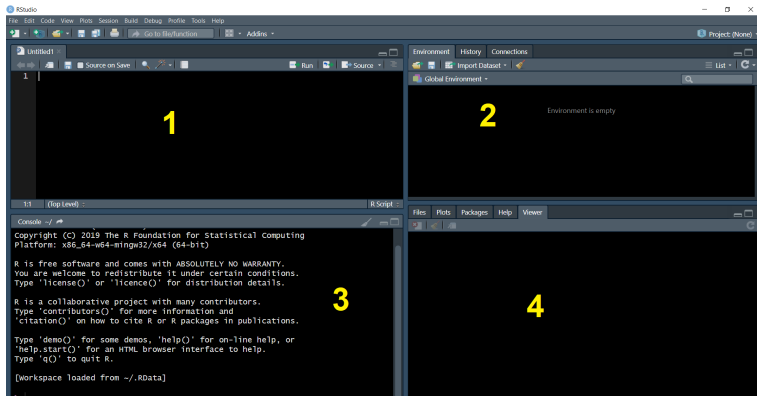 RStudio
File Edit Code View Plots Session Build Debug Profile Tools Help
Go to file/function Addins Project: (None)
Untitled1
Source on Save Run Source
1
1
1:1 (Top Level) R Script
Environment History Connections
Import Dataset List
Global Environment
Environment is empty
2
Console ~/
Copyright (C) 2019 The R Foundation for Statistical Computing
Platform: x86_64-w64-mingw32/x64 (64-bit)
R is free software and comes with ABSOLUTELY NO WARRANTY.
You are welcome to redistribute it under certain conditions.
Type 'license()' or 'licence()' for distribution details.
R is a collaborative project with many contributors.
Type 'contributors()' for more information and
'citation()' on how to cite R or R packages in publications.
Type 'demo()' for some demos, 'help()' for on-line help, or
'help.start()' for an HTML browser interface to help.
Type 'q()' to quit R.
[Workspace loaded from ~/.RData]
3
Files Plots Packages Help Viewer
4